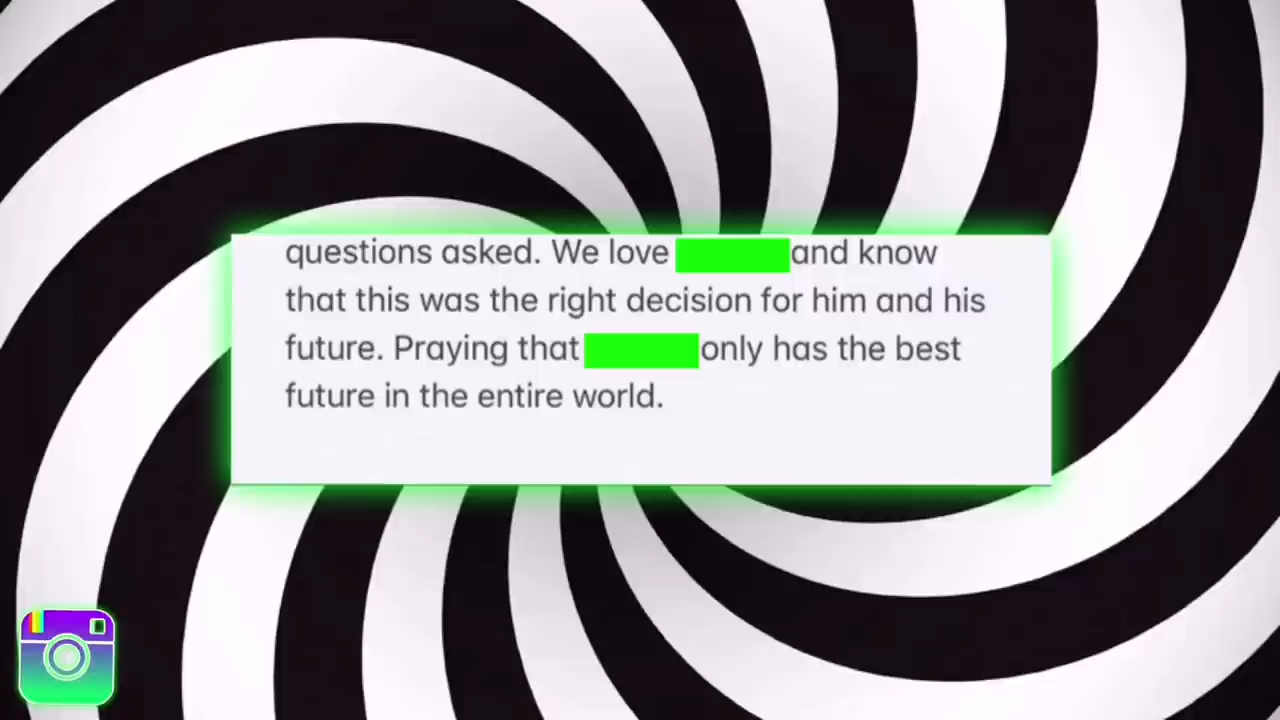 questions asked. We love and know
that this was the right decision for him and his
future. Praying that only has the best
future in the entire world.